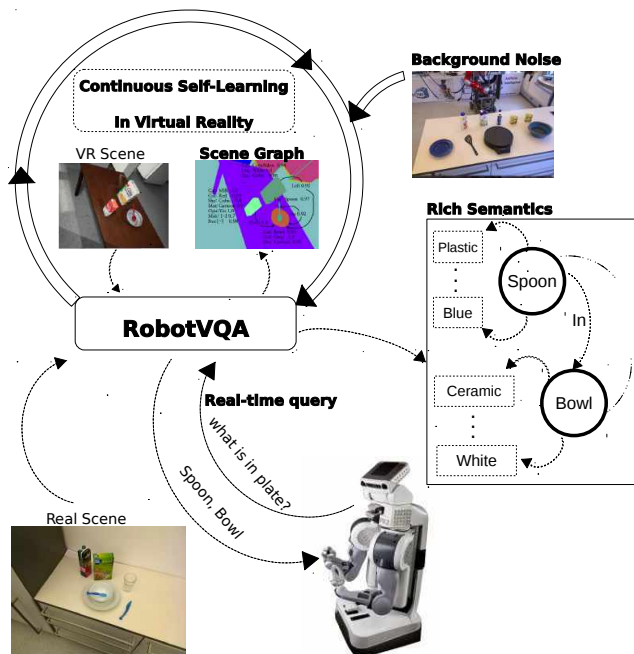 Background Noise
Continuous Self-Learning
In Virtual Reality
VR Scene
Scene Graph
Rich Semantics
Plastic
Spoon
Blue
In
RobotVQA
Ceramic
Bowl
White
Real-time query
what is in plate?
Spoon, Bowl
Real Scene